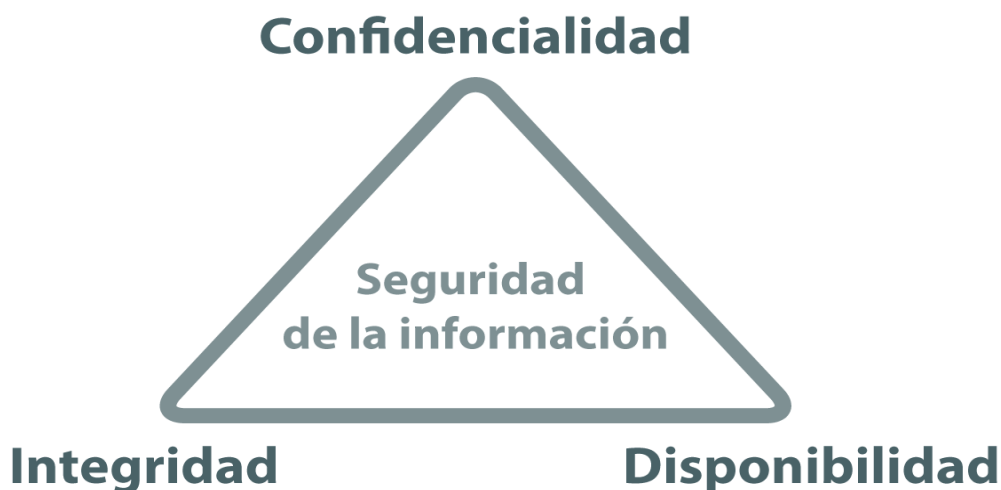 Confidencialidad
Seguridad
de la información
Integridad
Disponibilidad